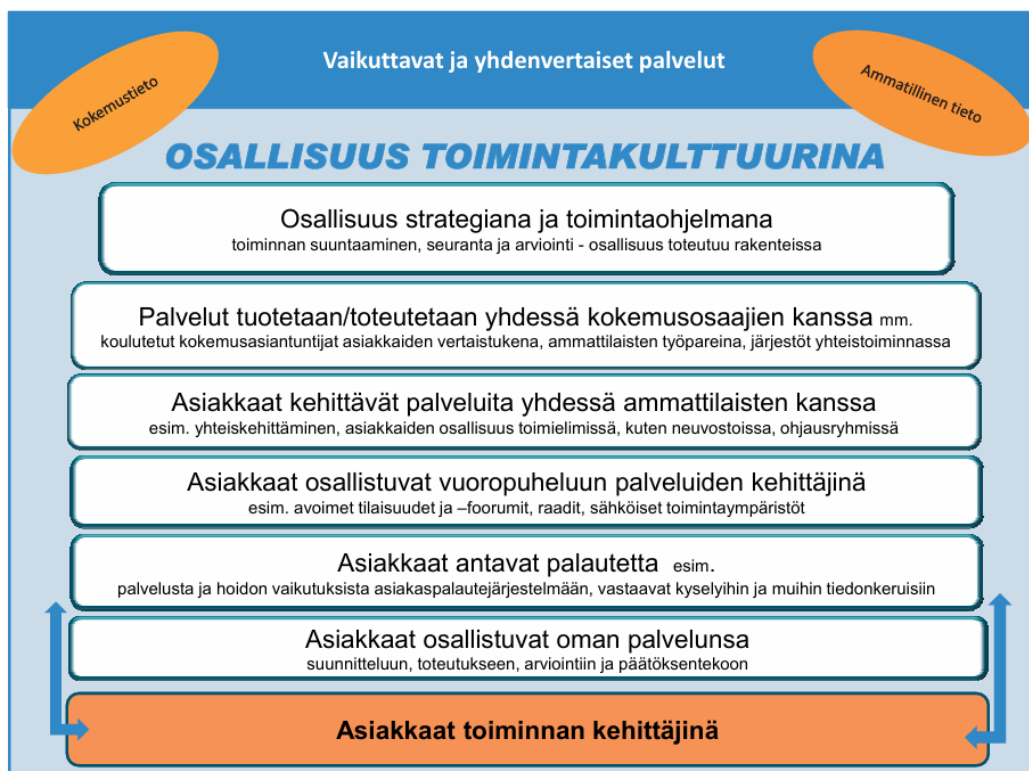 Vaikuttavat ja yhdenvertaiset palvelut
Kokemustieto
Ammatillinen tieto
OSALLISUUS TOIMINTAKULTTUURINA
Osallisuus strategiana ja toimintaohjelmana
toiminnan suuntaaminen, seuranta ja arviointi - osallisuus toteutuu rakenteissa
Palvelut tuotetaan/toteutetaan yhdessä kokemusosaajien kanssa mm.
koulutetut kokemusasiantuntijat asiakkaiden vertaistukena, ammattilaisten työpareina, järjestöt yhteistoiminnassa
Asiakkaat kehittävät palveluita yhdessä ammattilaisten kanssa
esim. yhteiskehittäminen, asiakkaiden osallisuus toimielimissä, kuten neuvostoissa, ohjausryhmissä
Asiakkaat osallistuvat vuoropuheluun palveluiden kehittäjinä
esim. avoimet tilaisuudet ja –foorumit, raadit, sähköiset toimintaympäristöt
Asiakkaat antavat palautetta esim.
palvelusta ja hoidon vaikutuksista asiakaspalautejärjestelmään, vastaavat kyselyihin ja muihin tiedonkeruisiin
Asiakkaat osallistuvat oman palvelunsa
suunnitteluun, toteutukseen, arviointiin ja päätöksentekoon
Asiakkaat toiminnan kehittäjinä